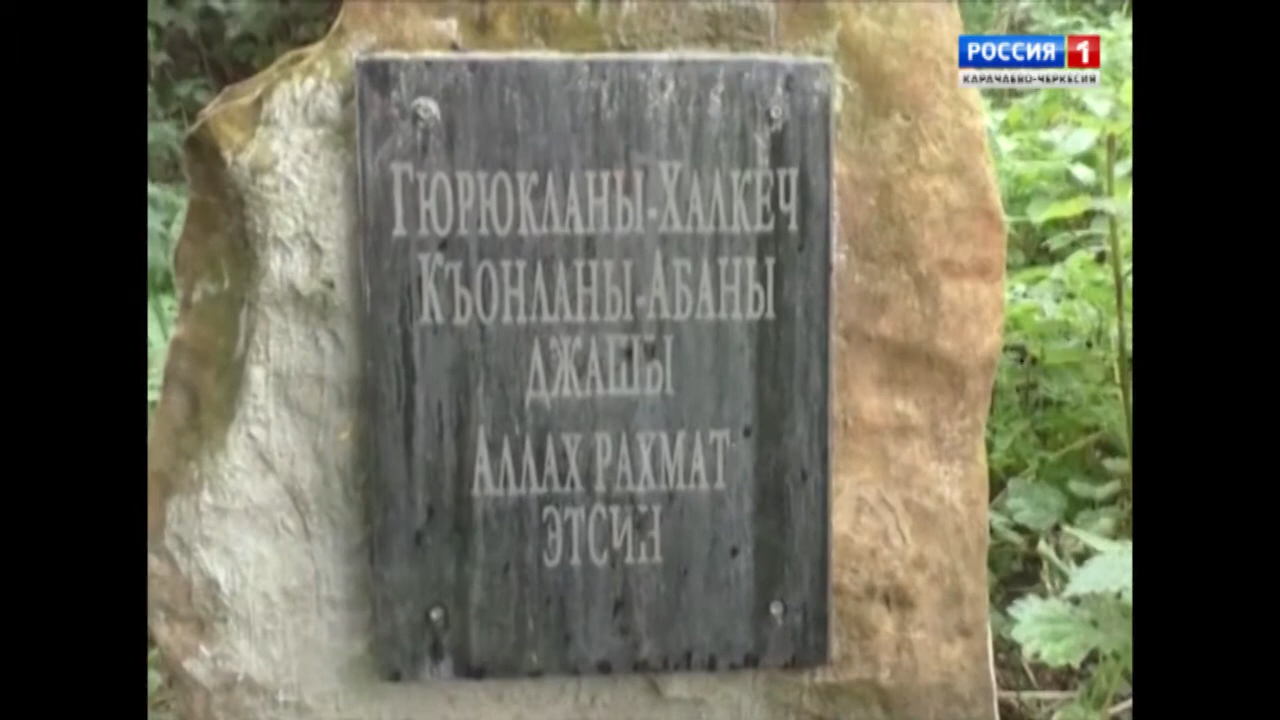 РОССИЯ 1
КАРАЧАЕВО-ЧЕРКЕСИЯ
ГЮРЮКЛАНЫ-ХАЛКЕЧ
КЪОНЛАНЫ-АБАНЫ
ДЖАШЫ
АЛЛАХ РАХМАТ
ЭТСИН